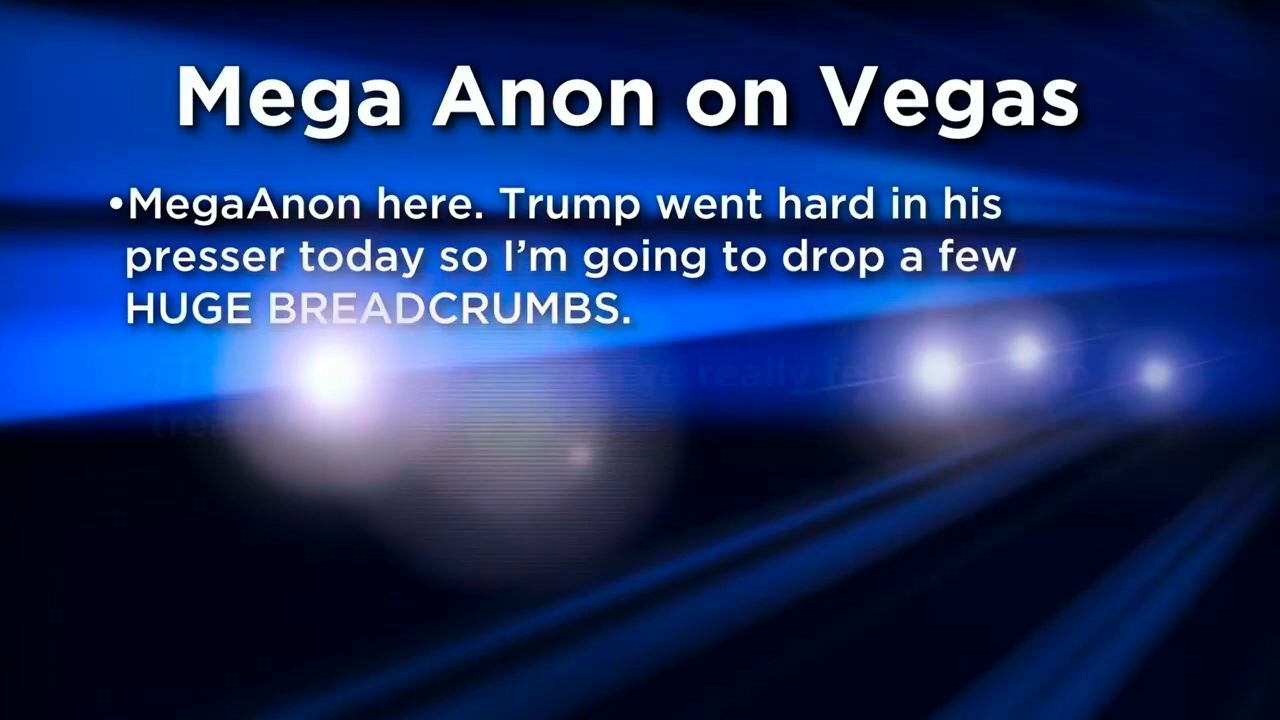 Mega Anon on Vegas
•MegaAnon here. Trump went hard in his
presser today so I’m going to drop a few
HUGE BREADCRUMBS.
really